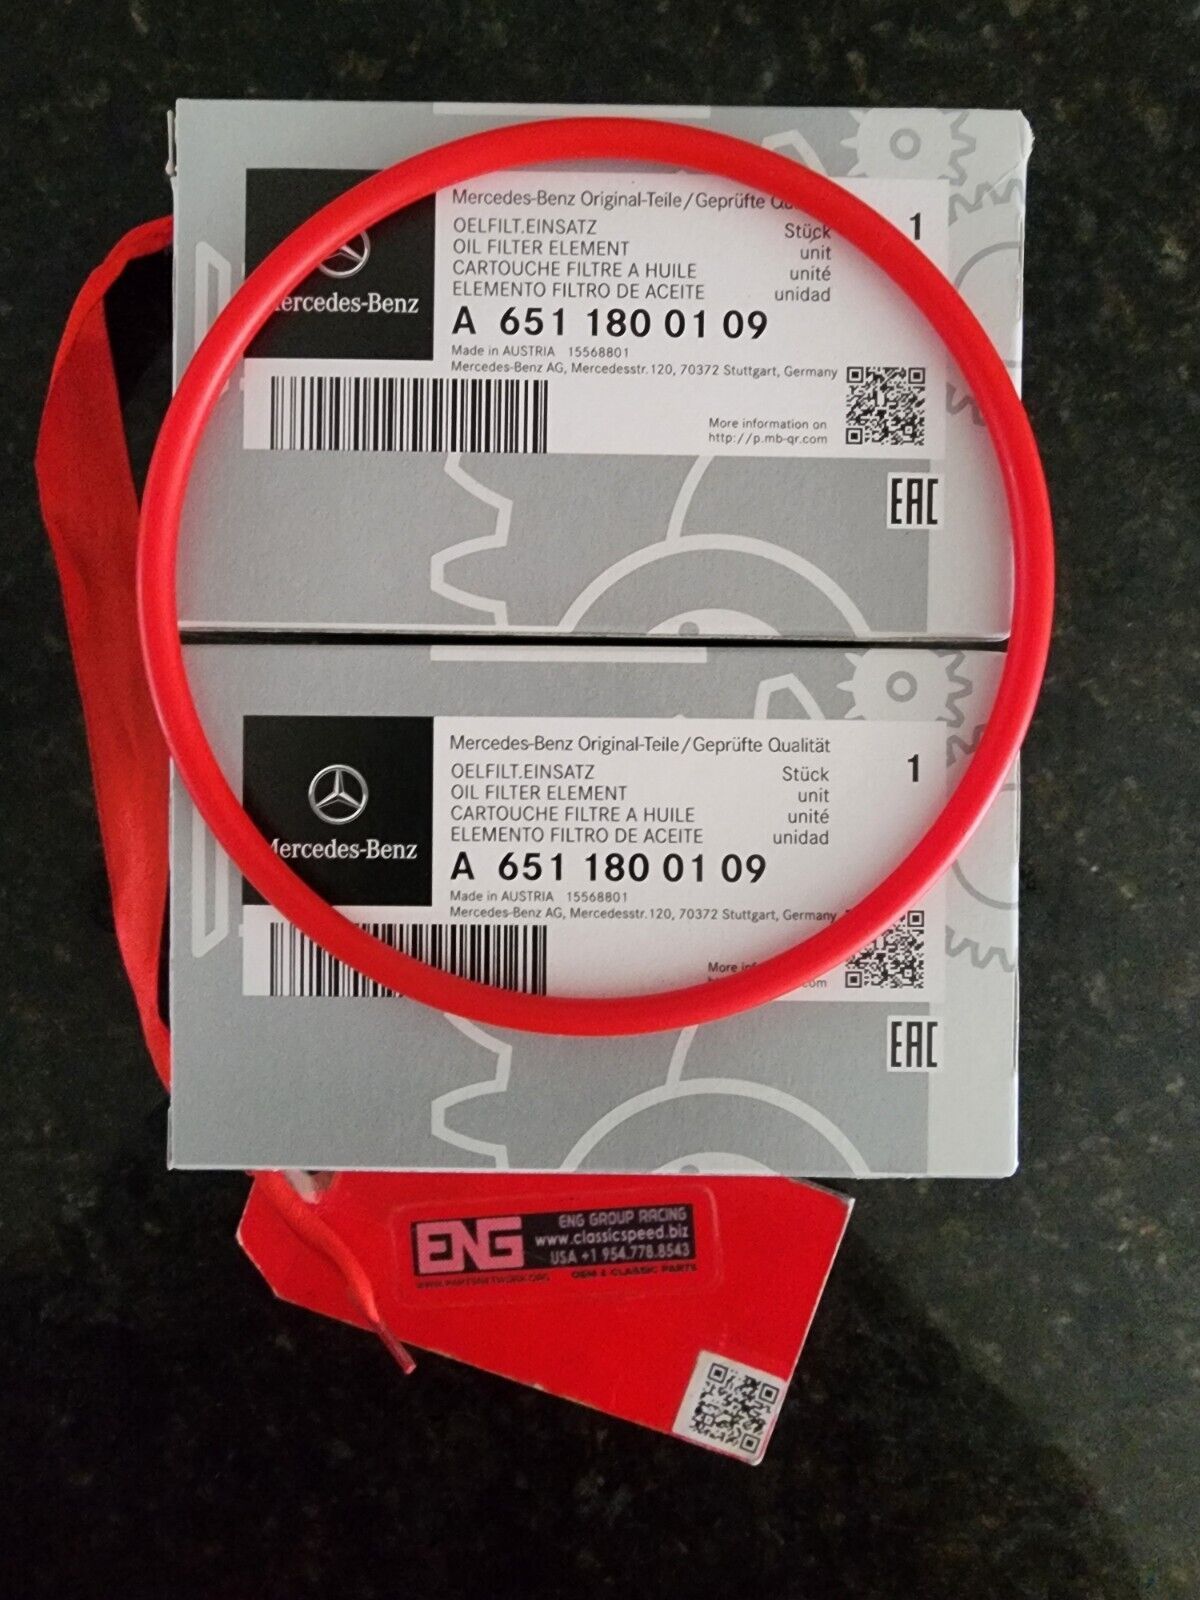 Mercedes-Benz Original-Teile/Geprüfte
OELFILT.EINSATZ Stück 1
OIL FILTER ELEMENT unit
CARTOUCHE FILTRE A HUILE unité
ELEMENTO FILTRO DE ACEITE unidad
Mercedes-Benz
A 651 180 01 09
Made in AUSTRIA 15568801
Mercedes-Benz AG, Mercedesstr. 120, 70372 Stuttgart, Germany
More information on
http://p.mb-qr.com
EAC
Mercedes-Benz Original-Teile/Geprüfte Qualität
OELFILT.EINSATZ Stück 1
OIL FILTER ELEMENT unit
CARTOUCHE FILTRE A HUILE unité
ELEMENTO FILTRO DE ACEITE unidad
Mercedes-Benz
A 651 180 01 09
Made in AUSTRIA 15568801
Mercedes-Benz AG, Mercedesstr. 120, 70372 Stuttgart, Germany
More
EAC
ENG
ENG GROUP RACING
www.classicspeed.biz
USA +1 954.778.8543
WWW.PARTSNETWORK.ORG OEM & CLASSIC PARTS